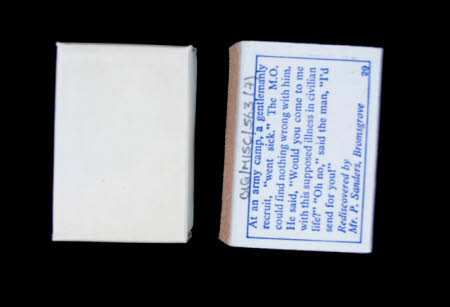 CIG/MISC/563/(7)
At an army camp, a gentlemanly
recruit, "went sick." The M.O.
could find nothing wrong with him.
He said, "Would you come to me
with this supposed illness in civilian
life?" "Oh no," said the man, "I'd
send for you!"
Rediscovered by
Mr. P. Sanders, Bromsgrove
29